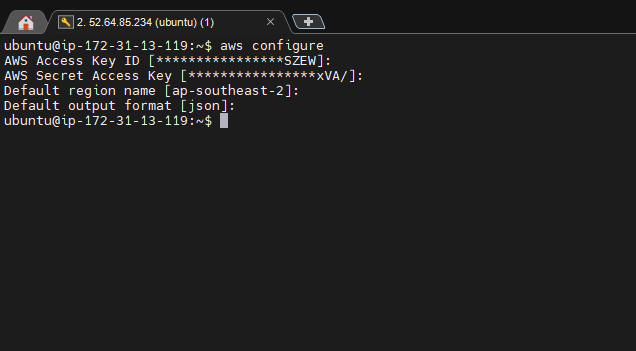 2. 52.64.85.234 (ubuntu) (1)
ubuntu@ip-172-31-13-119:~$ aws configure
AWS Access Key ID [****************SZEW]:
AWS Secret Access Key [****************xVA/]:
Default region name [ap-southeast-2]:
Default output format [json]:
ubuntu@ip-172-31-13-119:~$